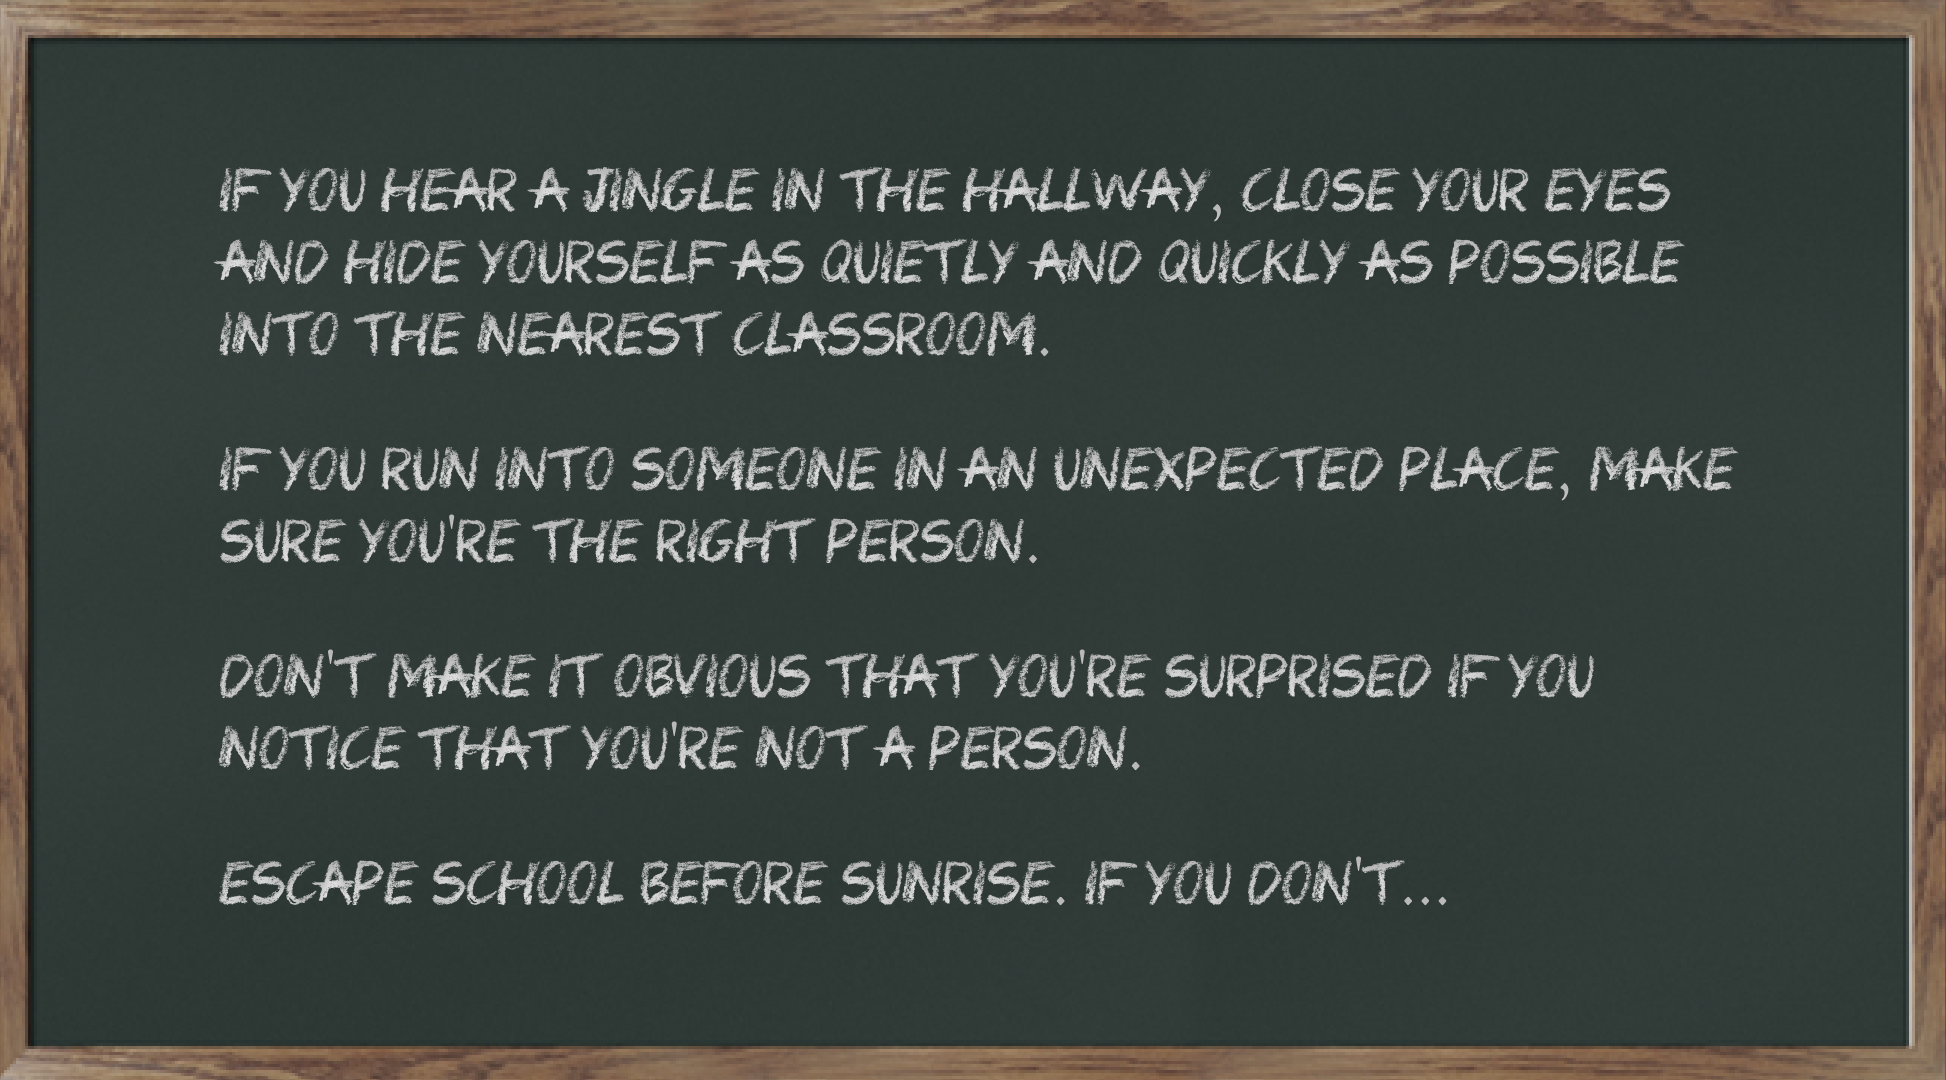 IF YOU HEAR A JINGLE IN THE HALLWAY, CLOSE YOUR EYES
AND HIDE YOURSELF AS QUIETLY AND QUICKLY AS POSSIBLE
INTO THE NEAREST CLASSROOM.
IF YOU RUN INTO SOMEONE IN AN UNEXPECTED PLACE, MAKE
SURE YOU'RE THE RIGHT PERSON.
DON'T MAKE IT OBVIOUS THAT YOU'RE SURPRISED IF YOU
NOTICE THAT YOU'RE NOT A PERSON.
ESCAPE SCHOOL BEFORE SUNRISE. IF YOU DON'T...